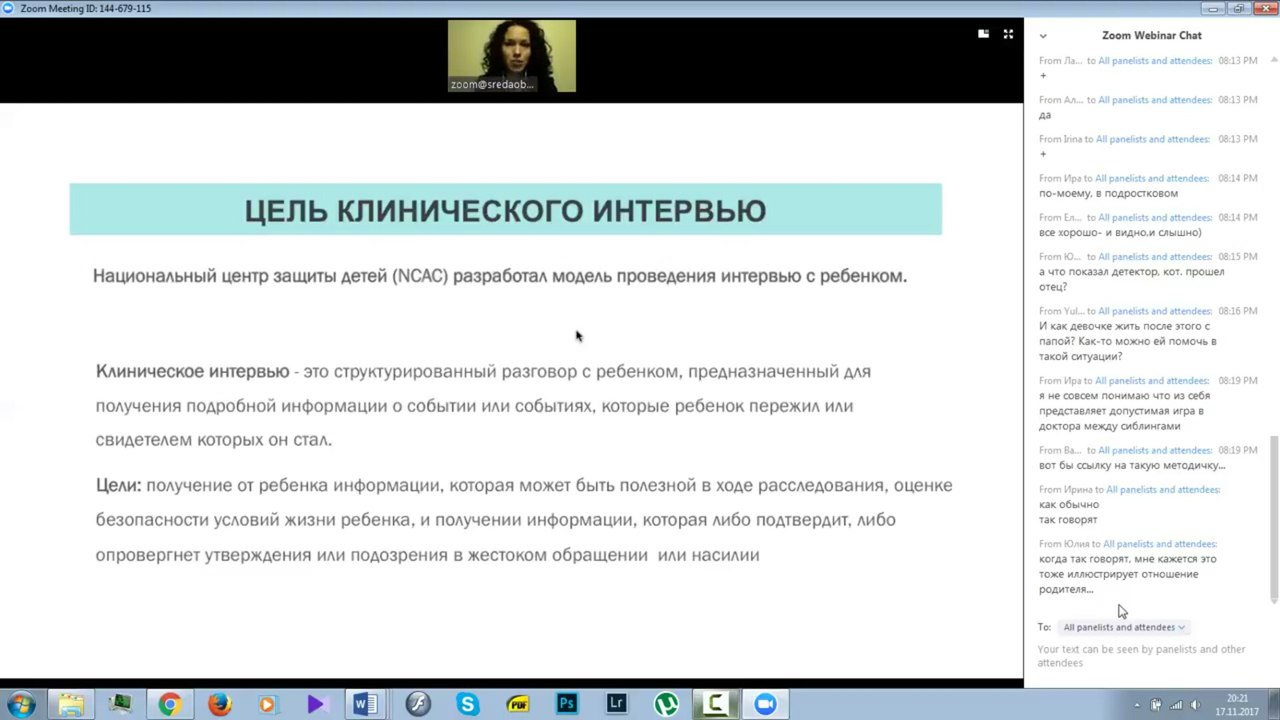 Zoom Meeting ID: 144-679-115
zoom@sredaob...
ЦЕЛЬ КЛИНИЧЕСКОГО ИНТЕРВЬЮ
Национальный центр защиты детей (NCAC) разработал модель проведения интервью с ребенком.
Клиническое интервью - это структурированный разговор с ребенком, предназначенный для
получения подробной информации о событии или событиях, которые ребенок пережил или
свидетелем которых он стал.
Цели: получение от ребенка информации, которая может быть полезной в ходе расследования, оценке
безопасности условий жизни ребенка, и получении информации, которая либо подтвердит, либо
опровергнет утверждения или подозрения в жестоком обращении или насилии
Zoom Webinar Chat
From Ла... to All panelists and attendees: 08:13 PM
+
From Ал... to All panelists and attendees: 08:13 PM
да
From Irina to All panelists and attendees: 08:13 PM
+
From Ира to All panelists and attendees: 08:14 PM
по-моему, в подростковом
From Ел... to All panelists and attendees: 08:14 PM
все хорошо- и видно.и слышно)
From Ю... to All panelists and attendees: 08:15 PM
а что показал детектор, кот. прошел
отец?
From Yul... to All panelists and attendees: 08:16 PM
И как девочке жить после этого с
папой? Как-то можно ей помочь в
такой ситуации?
From Ира to All panelists and attendees: 08:19 PM
я не совсем понимаю что из себя
представляет допустимая игра в
доктора между сиблингами
From Ва... to All panelists and attendees: 08:19 PM
вот бы ссылку на такую методичку...
From Ирина to All panelists and attendees:
как обычно
так говорят
From Юлия to All panelists and attendees:
когда так говорят, мне кажется это
тоже иллюстрирует отношение
родителя...
To: All panelists and attendees
Your text can be seen by panelists and other
attendees
PDF
Ps
Lr
20:21
17.11.2017